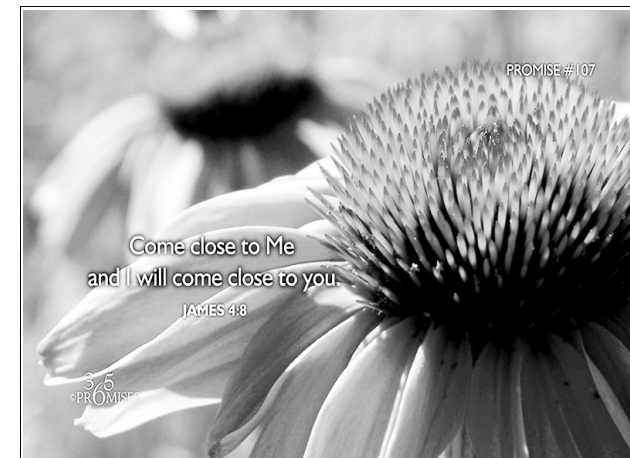 PROMISE #107
Come close to Me
and I will come close to you.
JAMES 4:8
365
©PROMISES